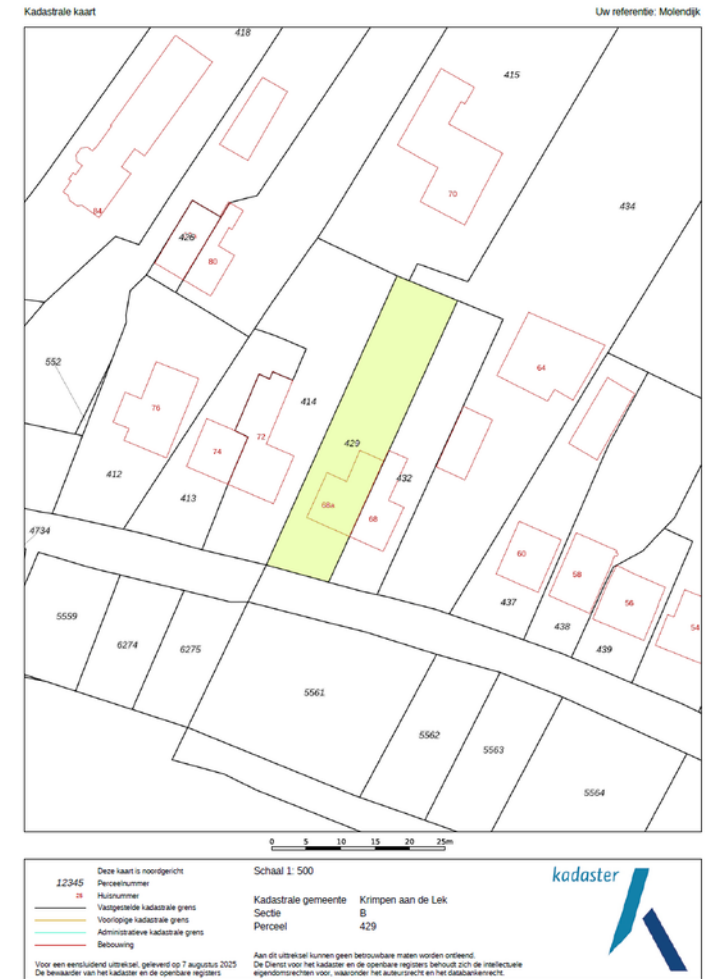 Kadastrale kaart
Uw referentie: Molendijk
418
415
70
84
434
80
552
64
76
414
72
74
429
432
412
413
68a
68
4734
60
58
56
54
437
438
439
5559
6274
6275
5561
5562
5563
5564
0 5 10 15 20 25m
12345
25
Deze kaart is noordgericht
Perceelnummer
Huisnummer
Vastgestelde kadastrale grens
Voorlopige kadastrale grens
Administratieve kadastrale grens
Bebouwing
Voor een eensluidend uittreksel, geleverd op 7 augustus 2025
De bewaarder van het kadaster en de openbare registers
Schaal 1: 500
Kadastrale gemeente Krimpen aan de Lek
Sectie B
Perceel 429
Aan dit uittreksel kunnen geen betrouwbare maten worden ontleend.
De Dienst voor het kadaster en de openbare registers behoudt zich de intellectuele
eigendomsrechten voor, waaronder het auteursrecht en het databankenrecht.
kadaster